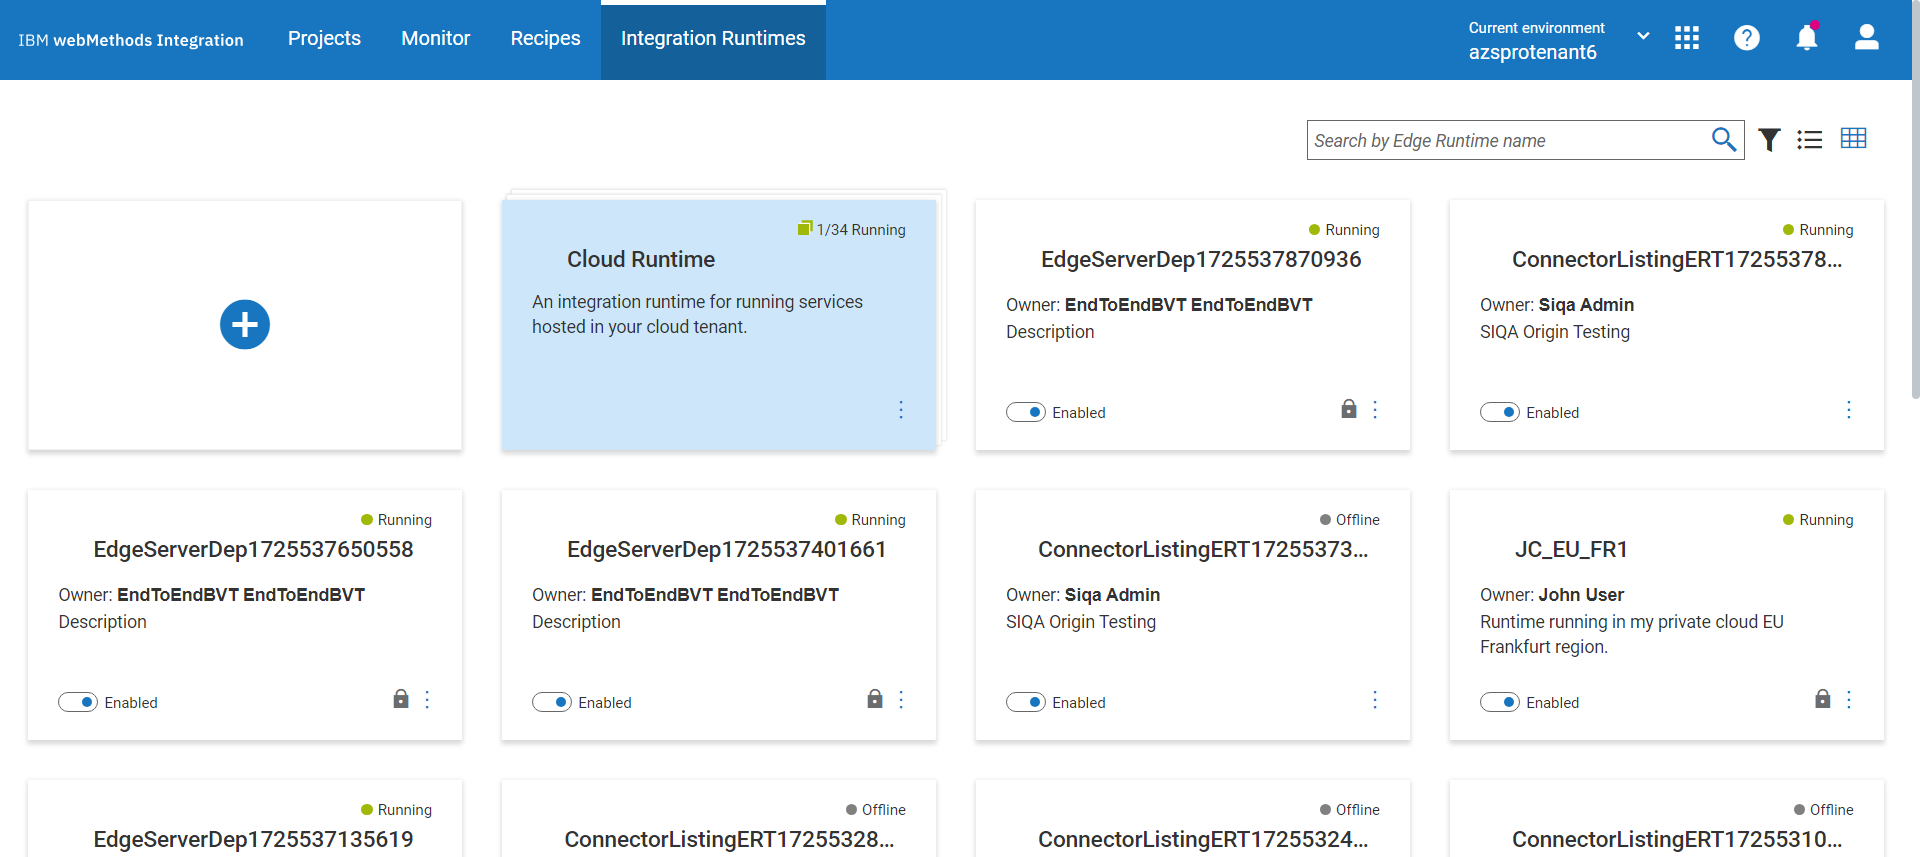 IBM webMethods Integration
Projects
Monitor
Recipes
Integration Runtimes
Current environment
azsprotenant6
Search by Edge Runtime name
1/34 Running
Cloud Runtime
An integration runtime for running services
hosted in your cloud tenant.
Running
EdgeServerDep1725537870936
Owner: EndToEndBVT EndToEndBVT
Description
Enabled
Running
ConnectorListingERT17255378...
Owner: Siqa Admin
SIQA Origin Testing
Enabled
Running
EdgeServerDep1725537650558
Owner: EndToEndBVT EndToEndBVT
Description
Enabled
Running
EdgeServerDep1725537401661
Owner: EndToEndBVT EndToEndBVT
Description
Enabled
Offline
ConnectorListingERT17255373...
Owner: Siqa Admin
SIQA Origin Testing
Enabled
Running
JC_EU_FR1
Owner: John User
Runtime running in my private cloud EU
Frankfurt region.
Enabled
Running
EdgeServerDep1725537135619
Offline
ConnectorListingERT17255328...
Offline
ConnectorListingERT17255324...
Offline
ConnectorListingERT17255310...